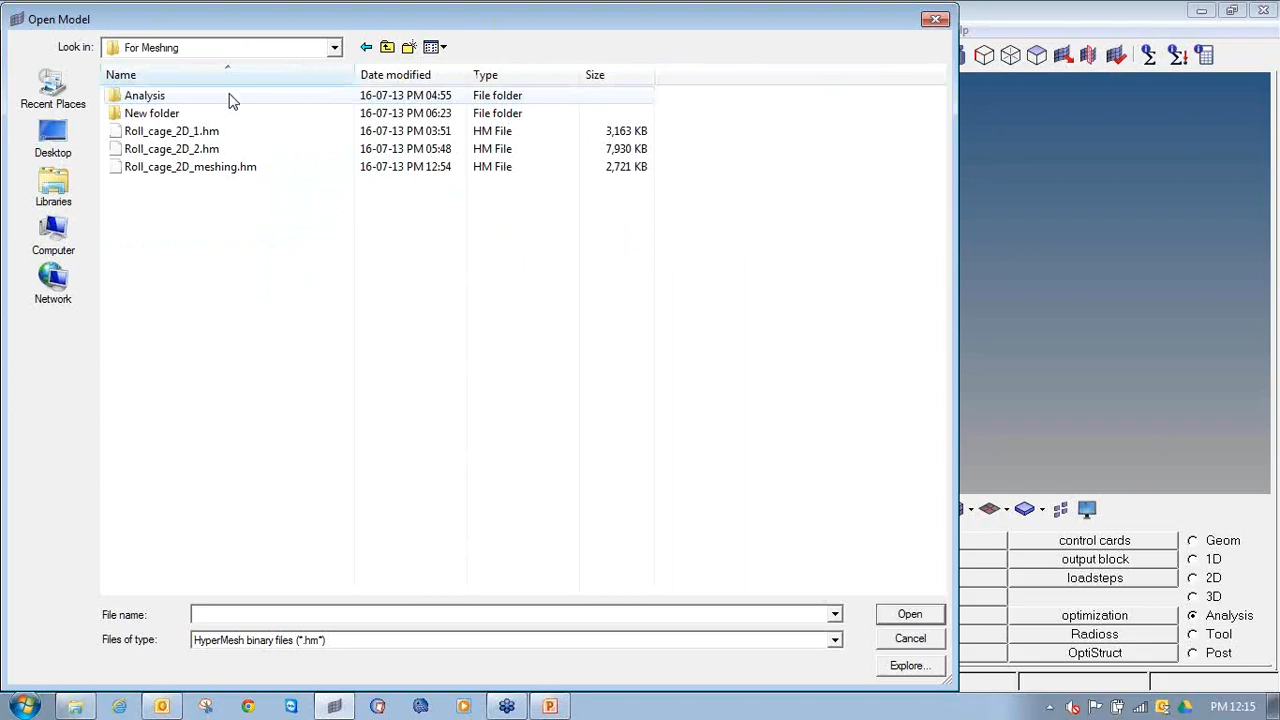 Open Model
Look in: For Meshing
Name Date modified Type Size
Analysis 16-07-13 PM 04:55 File folder
New folder 16-07-13 PM 06:23 File folder
Roll_cage_2D_1.hm 16-07-13 PM 03:51 HM File 3,163 KB
Roll_cage_2D_2.hm 16-07-13 PM 05:48 HM File 7,930 KB
Roll_cage_2D_meshing.hm 16-07-13 PM 12:54 HM File 2,721 KB
Recent Places
Desktop
Libraries
Computer
Network
File name: Open
Files of type: HyperMesh binary files (*.hm*) Cancel
Explore...
control cards Geom
output block 1D
loadsteps 2D
3D
optimization Analysis
Radioss Tool
OptiStruct Post
PM 12:15